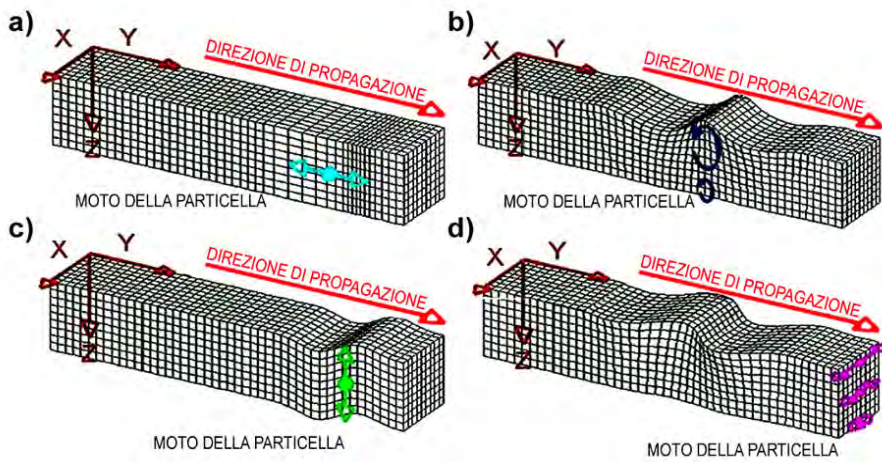 a)
X Y
DIREZIONE DI PROPAGAZIONE
Z
MOTO DELLA PARTICELLA
b)
X Y
DIREZIONE DI PROPAGAZIONE
Z
MOTO DELLA PARTICELLA
c)
X Y
DIREZIONE DI PROPAGAZIONE
Z
MOTO DELLA PARTICELLA
d)
X Y
DIREZIONE DI PROPAGAZIONE
Z
MOTO DELLA PARTICELLA